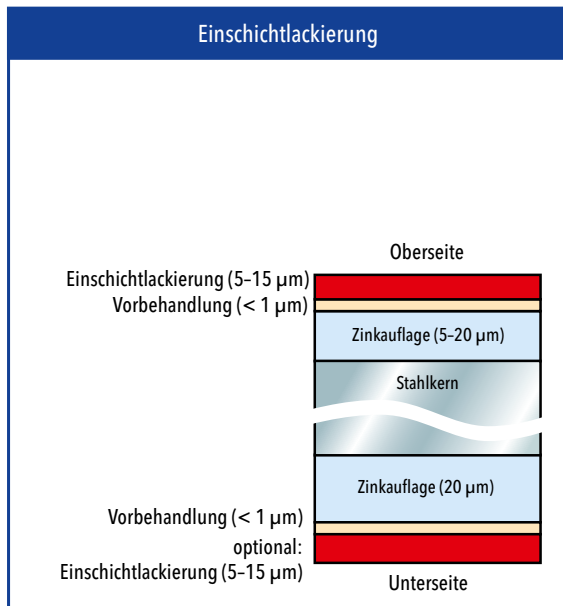 Einschichtlackierung
Oberseite
Einschichtlackierung (5–15 µm)
Vorbehandlung (< 1 µm)
Zinkauflage (5–20 µm)
Stahlkern
Zinkauflage (20 µm)
Vorbehandlung (< 1 µm)
optional:
Einschichtlackierung (5–15 µm)
Unterseite